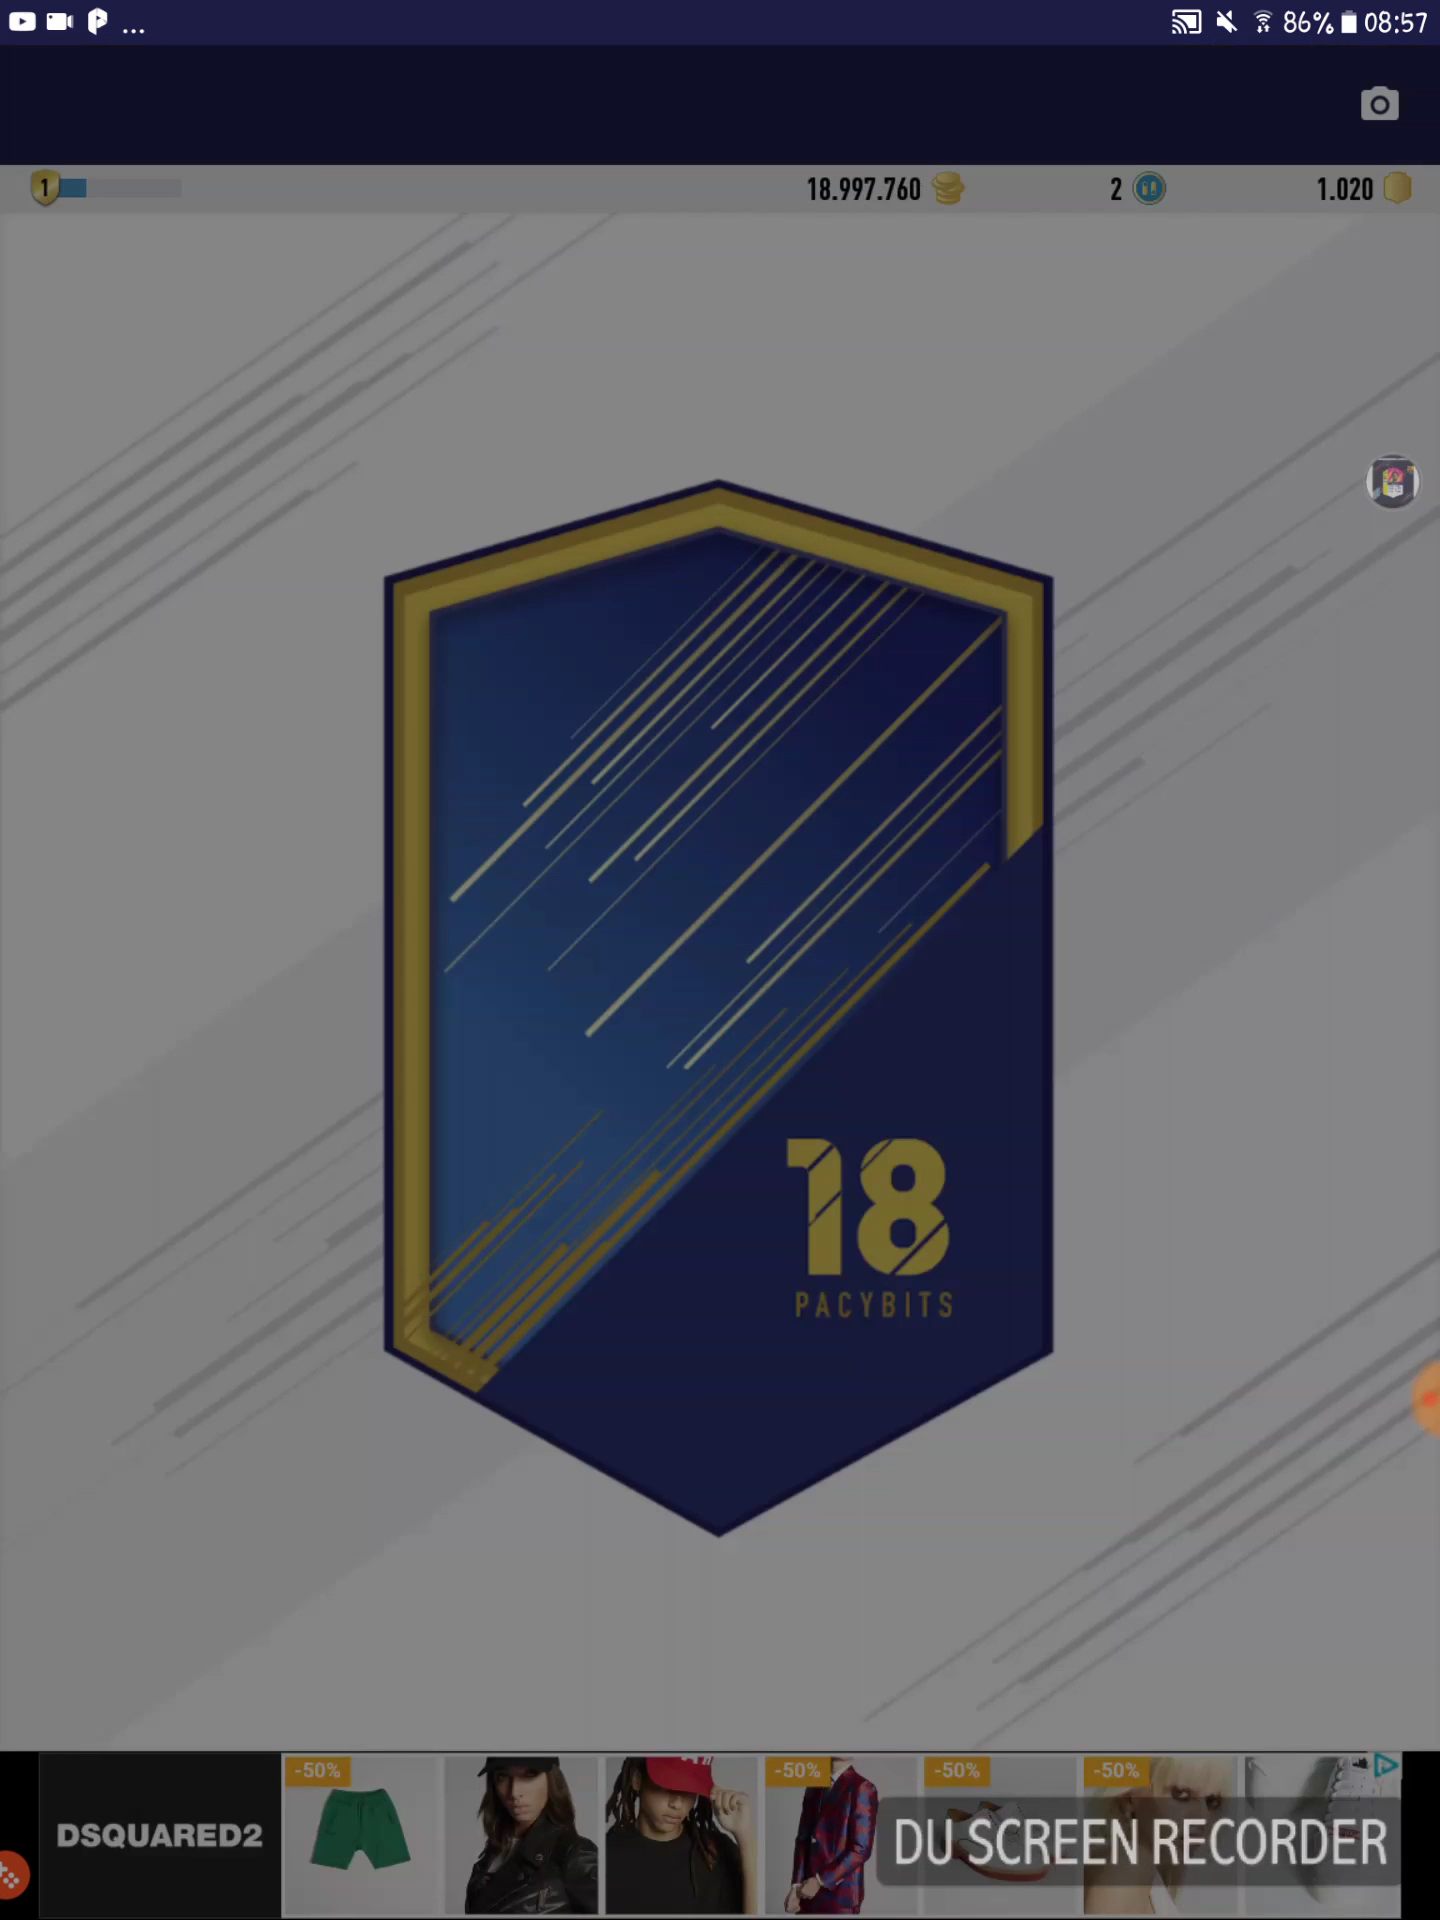 ... 86% 08:57
1 18.997.760 2 1.020
18
PACYBITS
-50% -50% -50% -50%
DSQUARED2
DU SCREEN RECORDER